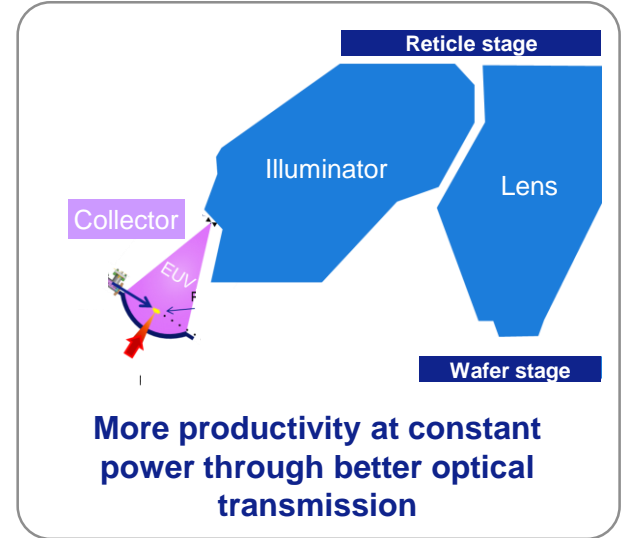 Reticle stage
Illuminator
Lens
Collector
EUV
Wafer stage
More productivity at constant
power through better optical
transmission